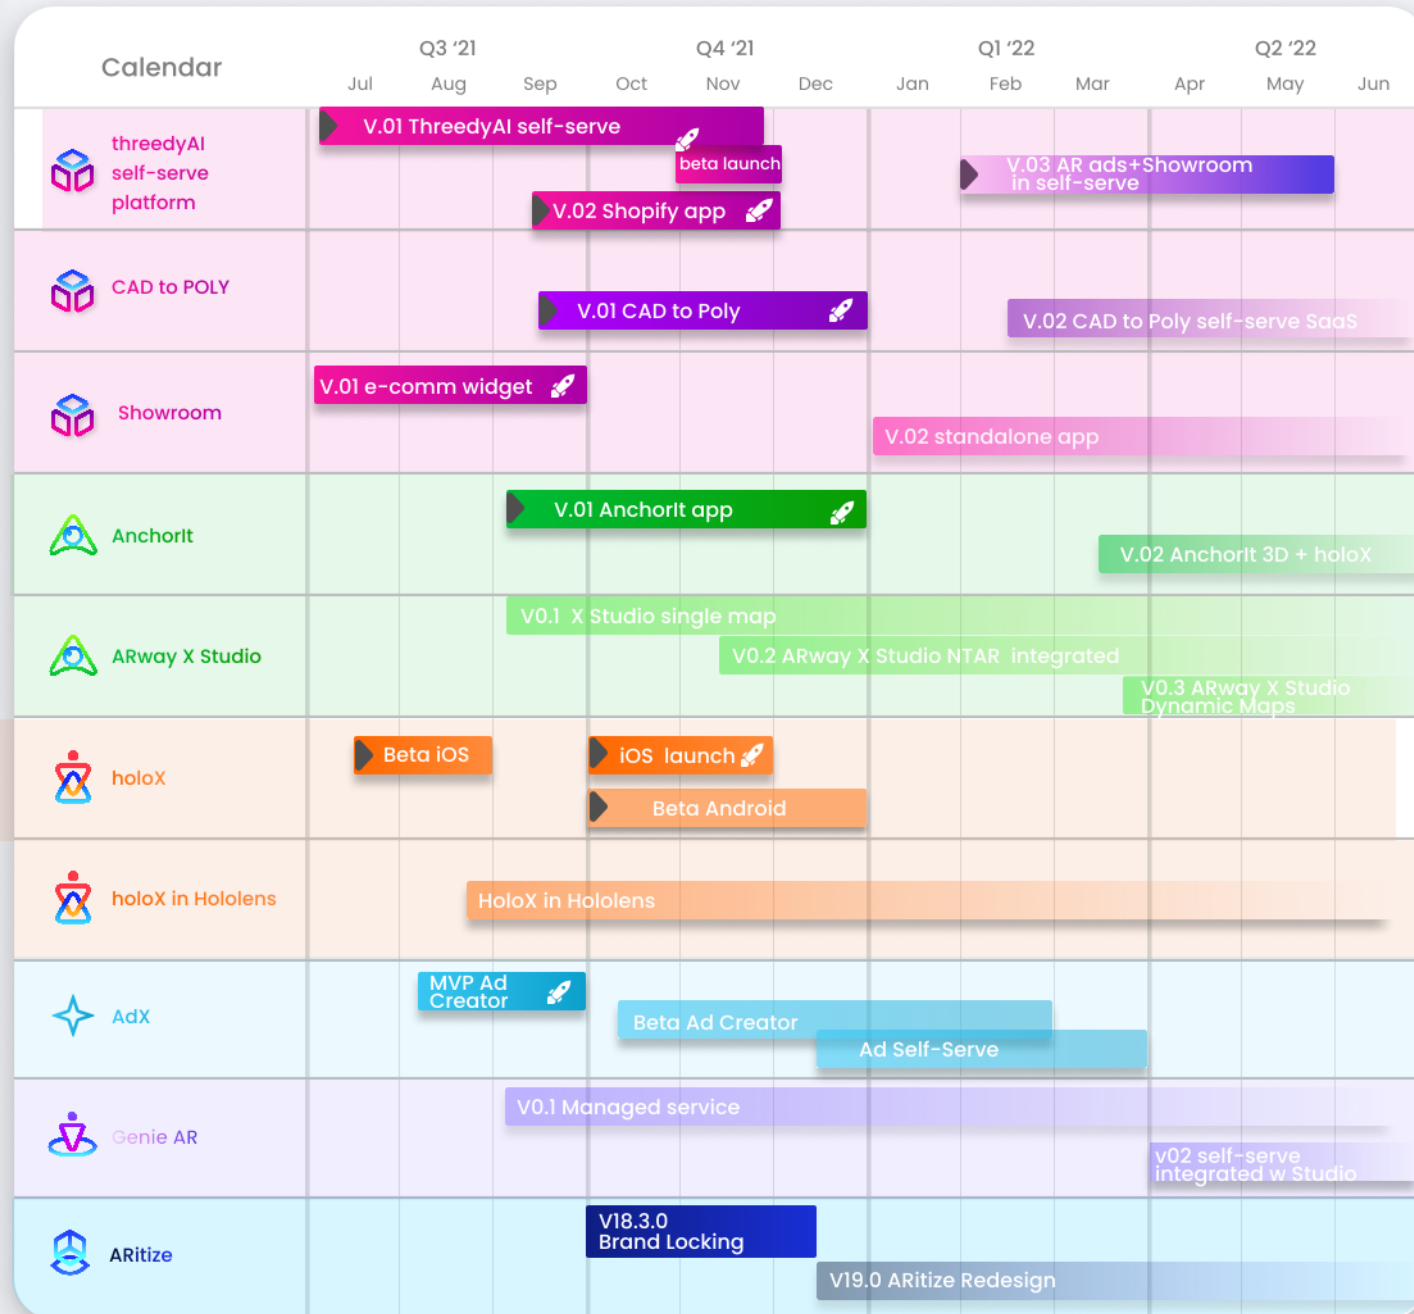 Calendar
Q3 ‘21
Q4 ‘21
Q1 ‘22
Q2 ‘22
Jul
Aug
Sep
Oct
Nov
Dec
Jan
Feb
Mar
Apr
May
Jun
threedyAI
self-serve
platform
V.01 ThreedyAI self-serve
beta launch
V.02 Shopify app
V.03 AR ads+Showroom
in self-serve
CAD to POLY
V.01 CAD to Poly
V.02 CAD to Poly self-serve SaaS
Showroom
V.01 e-comm widget
V.02 standalone app
AnchorIt
V.01 AnchorIt app
V.02 AnchorIt 3D + holoX
ARway X Studio
V0.1 X Studio single map
V0.2 ARway X Studio NTAR integrated
V0.3 ARway X Studio
Dynamic Maps
holoX
Beta iOS
iOS launch
Beta Android
holoX in Hololens
HoloX in Hololens
AdX
MVP Ad
Creator
Beta Ad Creator
Ad Self-Serve
Genie AR
V0.1 Managed service
v02 self-serve
integrated w Studio
ARitize
V18.3.0
Brand Locking
V19.0 ARitize Redesign